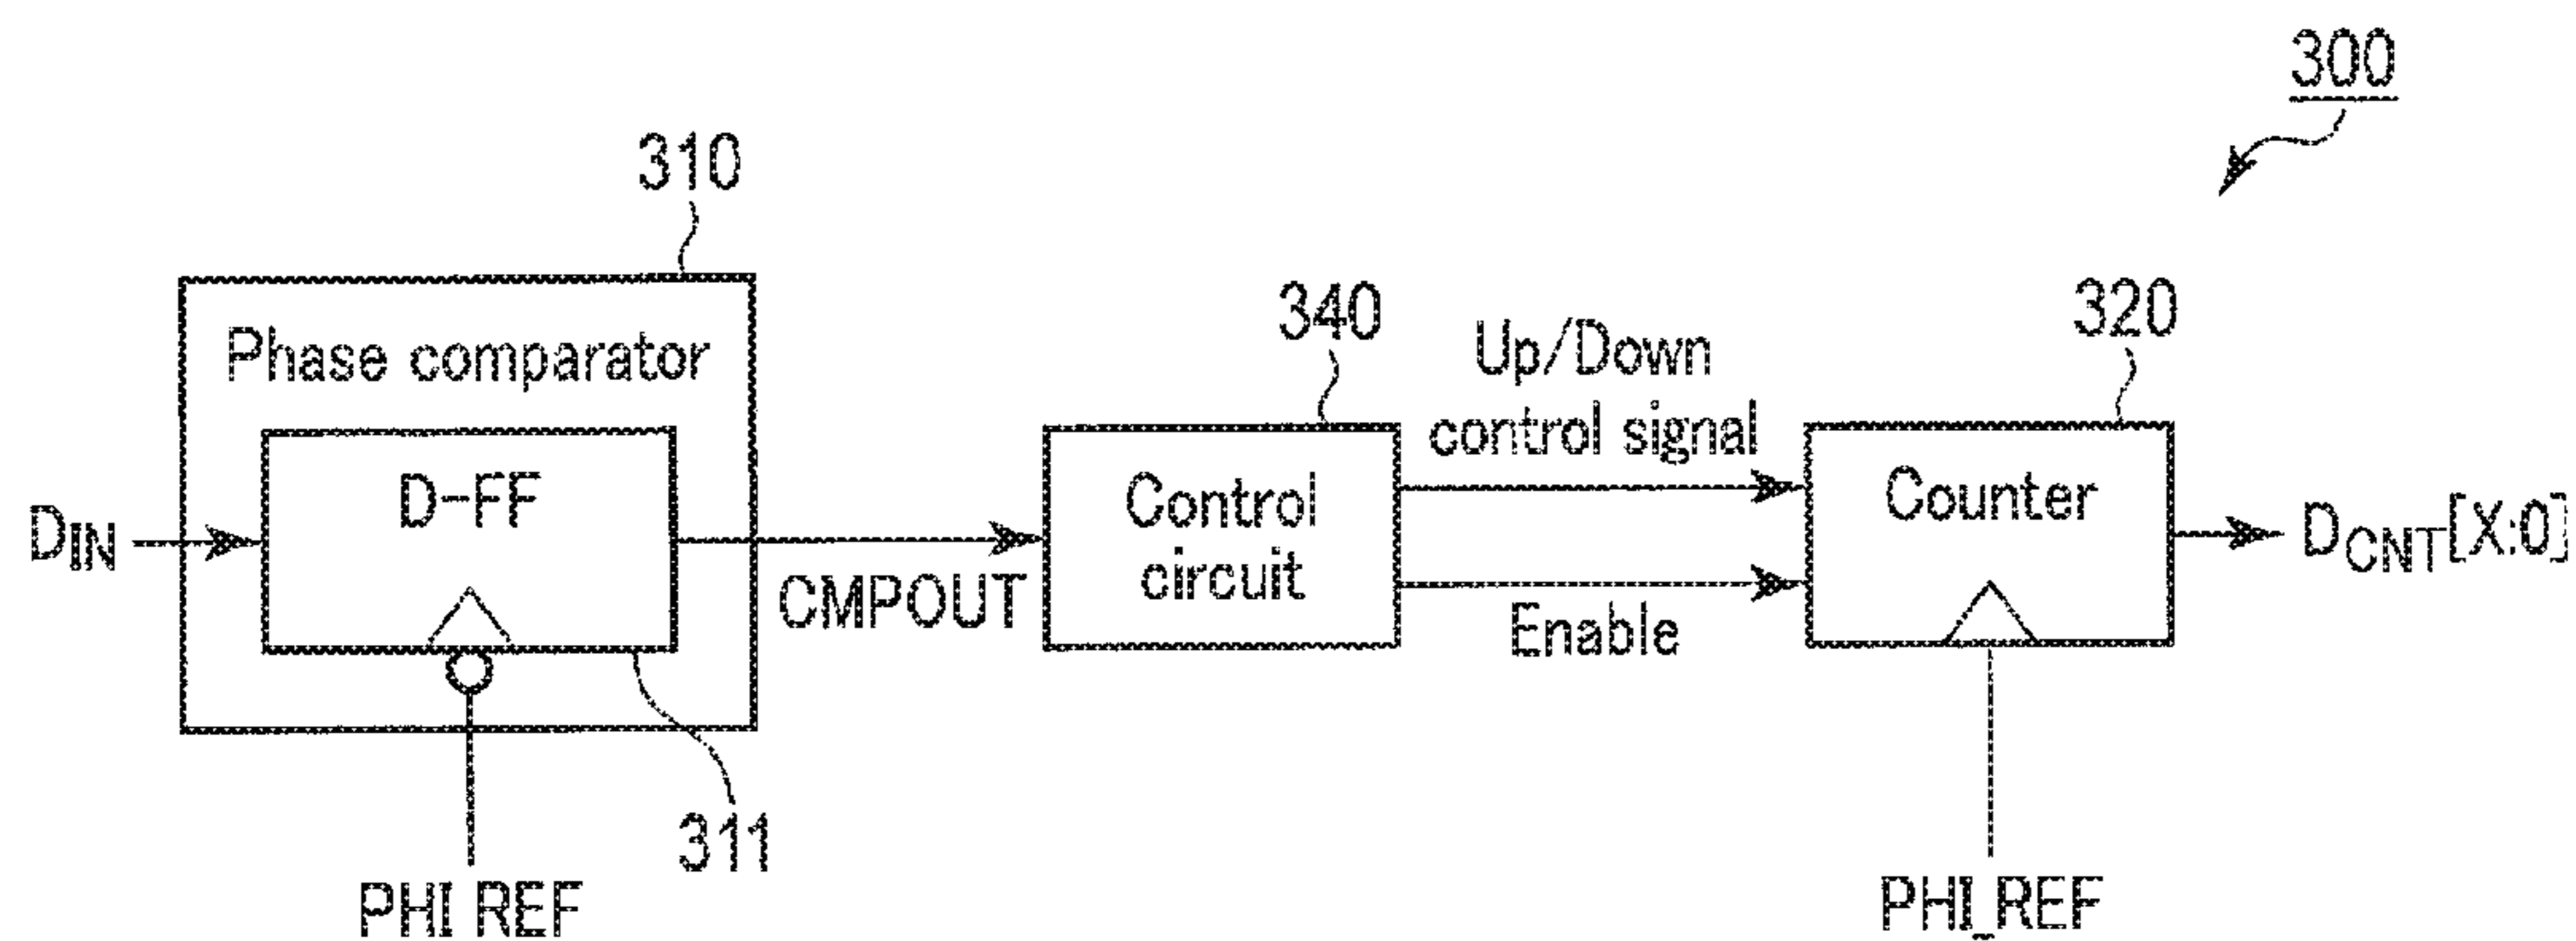 300
310
Phase comparator
D-FF
DIN
CMPOUT
311
PHI REF
340
Control
circuit
Up/Down
control signal
Enable
320
Counter
DCNT[X:0]
PHI_REF